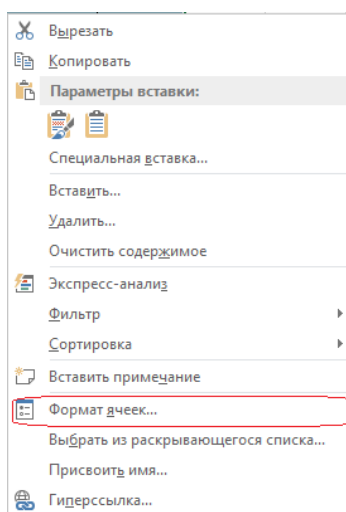 Вырезать
Копировать
Параметры вставки:
Специальная вставка...
Вставить...
Удалить...
Очистить содержимое
Экспресс-анализ
Фильтр
Сортировка
Вставить примечание
Формат ячеек...
Выбрать из раскрывающегося списка...
Присвоить имя...
Гиперссылка...